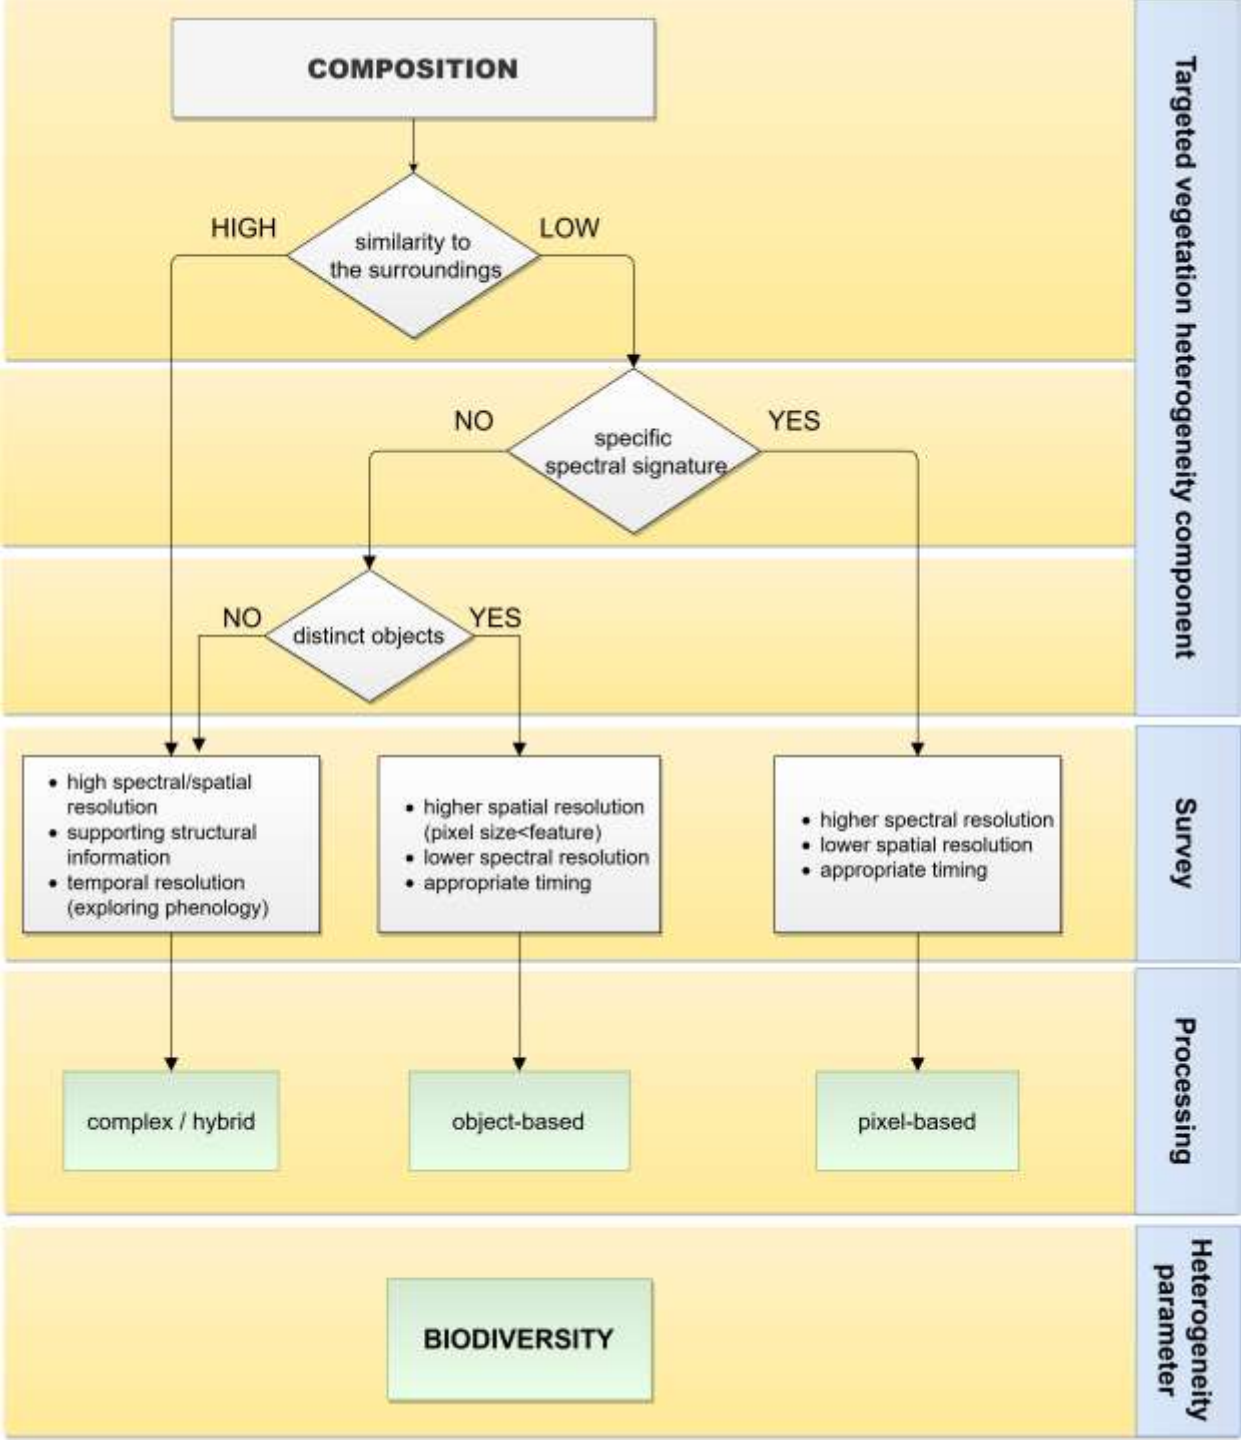 COMPOSITION
HIGH
LOW
similarity to
the surroundings
NO
YES
specific
spectral signature
NO
YES
distinct objects
Targeted vegetation heterogeneity component
• high spectral/spatial
resolution
• supporting structural
information
• temporal resolution
(exploring phenology)
• higher spatial resolution
(pixel size<feature)
• lower spectral resolution
• appropriate timing
• higher spectral resolution
• lower spatial resolution
• appropriate timing
Survey
complex / hybrid
object-based
pixel-based
Processing
BIODIVERSITY
Heterogeneity
parameter